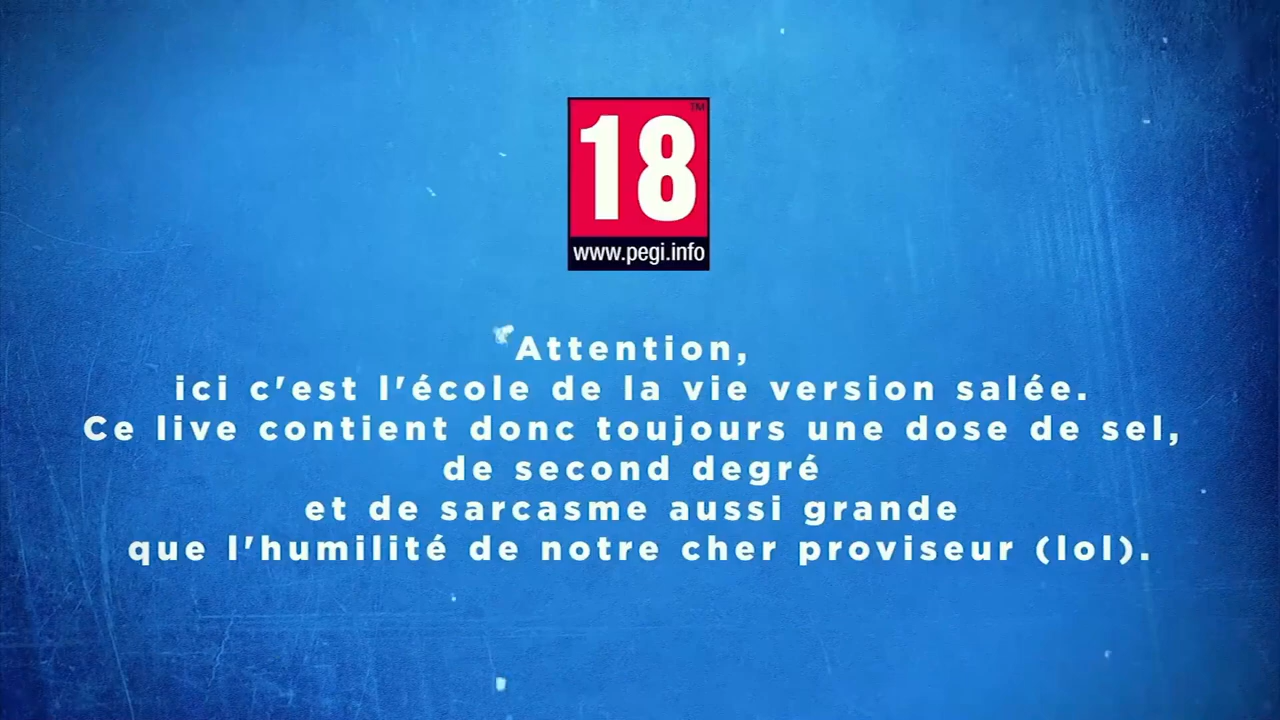 TM
18
www.pegi.info
Attention,
ici c'est l'école de la vie version salée.
Ce live contient donc toujours une dose de sel,
de second degré
et de sarcasme aussi grande
que l'humilité de notre cher proviseur (lol).